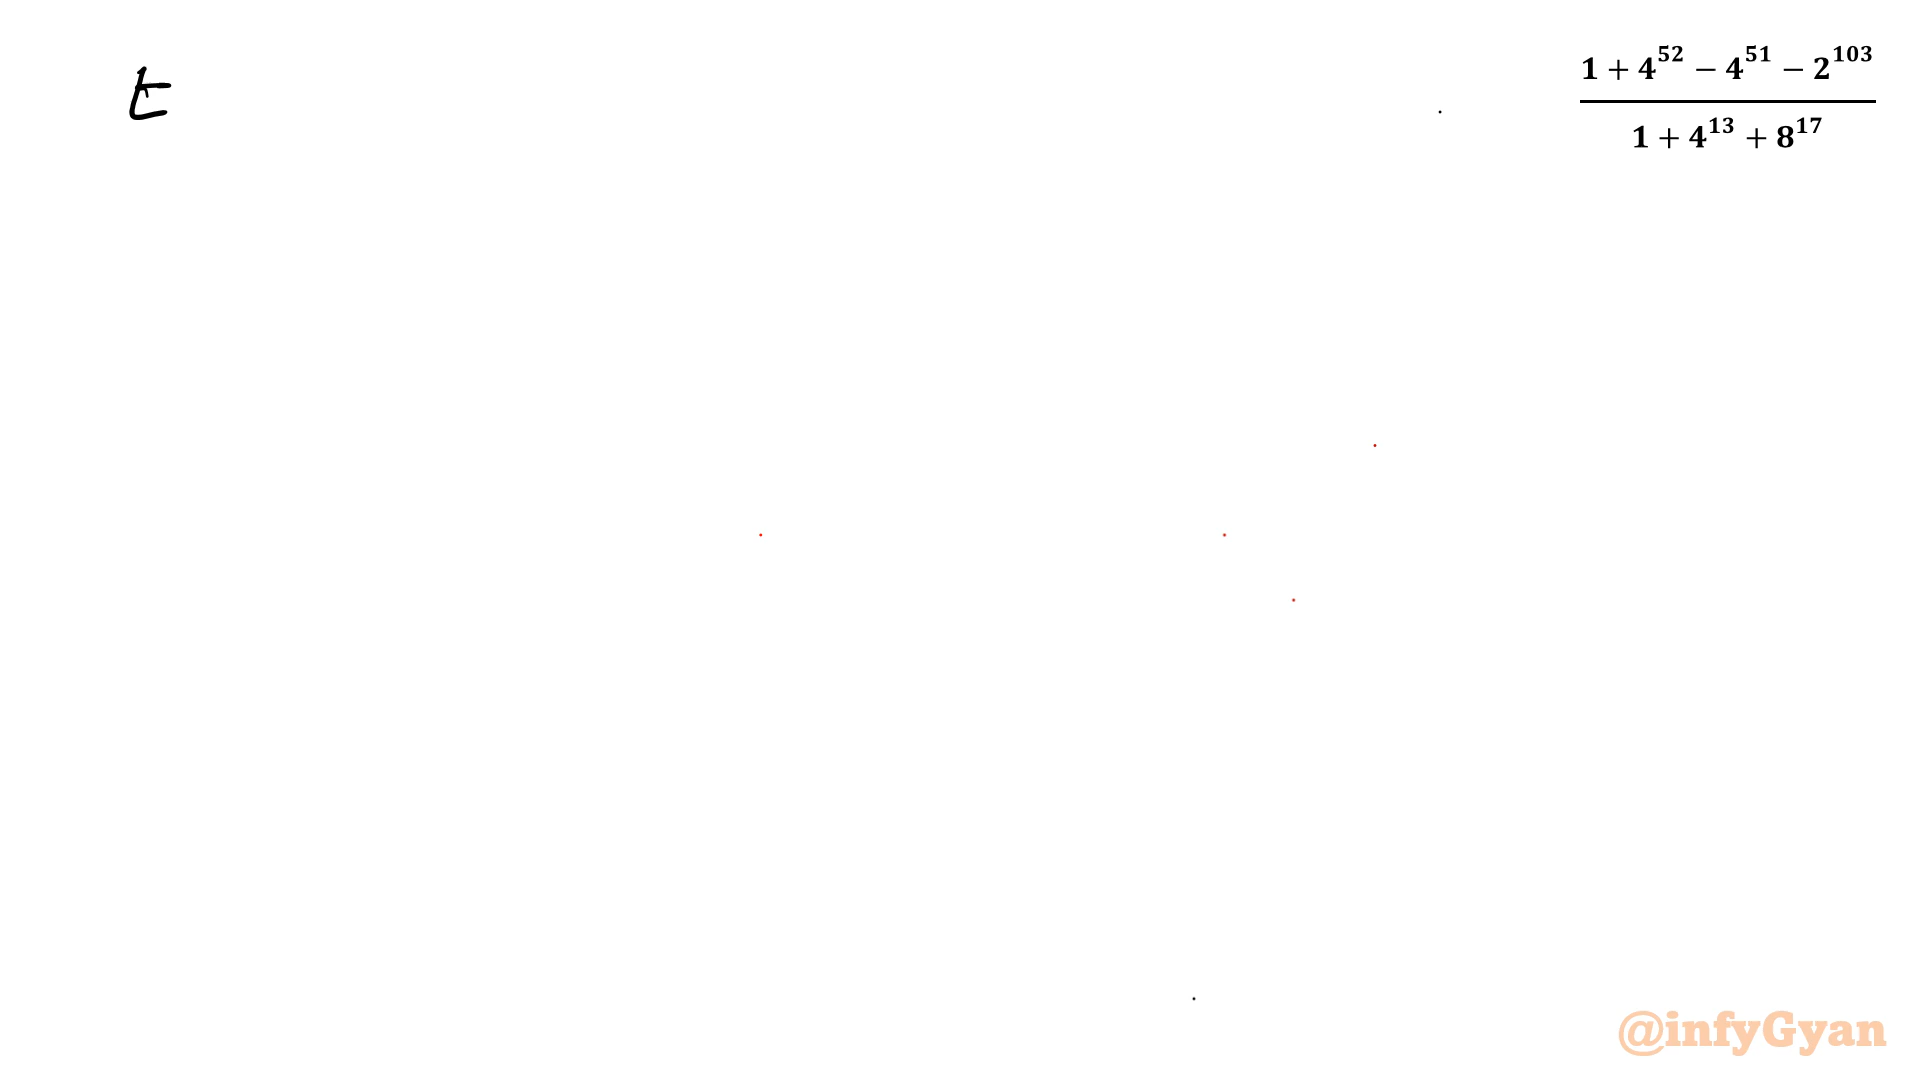 E
1 + 4^52 − 4^51 − 2^103
1 + 4^13 + 8^17
@infyGyan